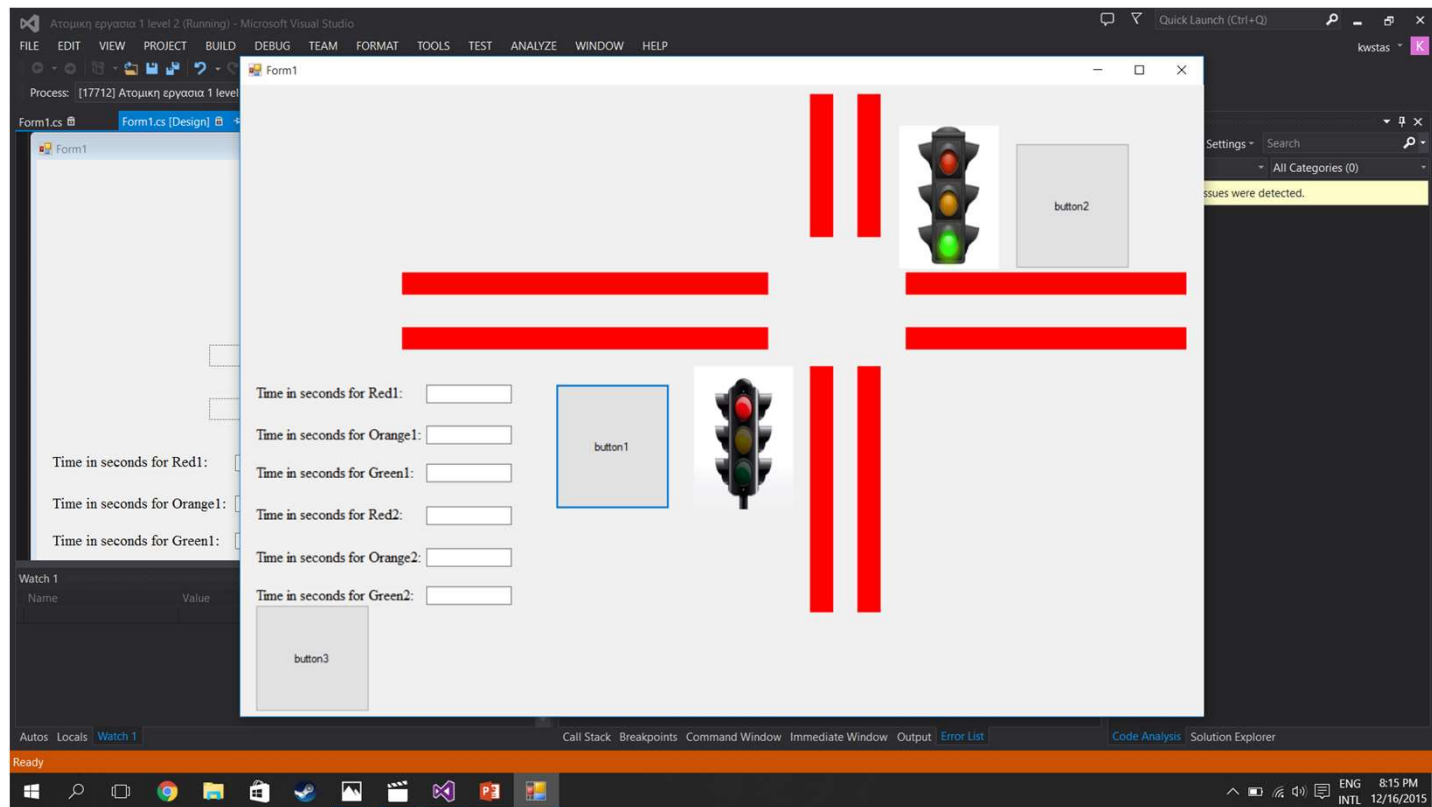 Ατομικη εργασια 1 level 2 (Running) - Microsoft Visual Studio
Quick Launch (Ctrl+Q)
FILE EDIT VIEW PROJECT BUILD DEBUG TEAM FORMAT TOOLS TEST ANALYZE WINDOW HELP
kwstas K
Form1
Process: [17712] Ατομικη εργασια 1 level
Form1.cs
Form1.cs [Design]
Form1
Settings
Search
All Categories (0)
ssues were detected.
button2
Time in seconds for Red1:
Time in seconds for Orange1:
Time in seconds for Green1:
Time in seconds for Red2:
Time in seconds for Orange2:
Time in seconds for Green2:
button1
button3
Time in seconds for Red1:
Time in seconds for Orange1:
Time in seconds for Green1:
Watch 1
Name Value
Autos Locals Watch 1
Call Stack Breakpoints Command Window Immediate Window Output Error List
Code Analysis Solution Explorer
Ready
ENG 8:15 PM
INTL 12/16/2015